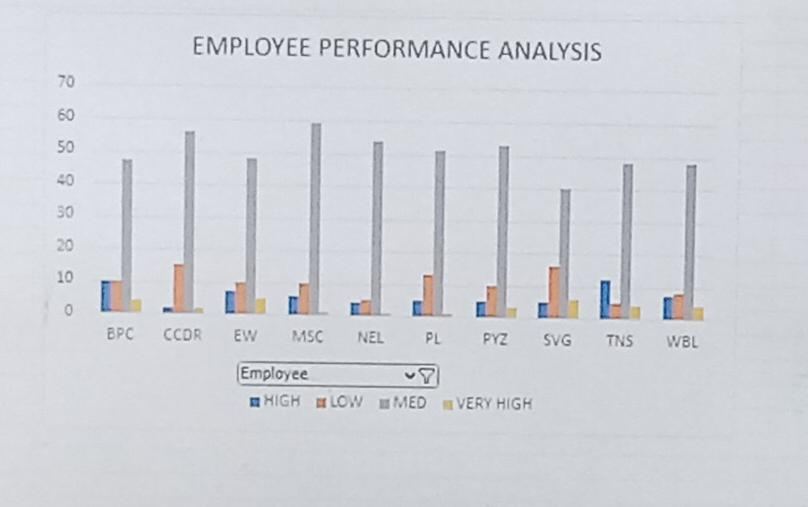 EMPLOYEE PERFORMANCE ANALYSIS
70
60
50
40
30
20
10
0
BPC CCDR EW MSC NEL PL PYZ SVG TNS WBL
Employee
HIGH LOW MED VERY HIGH